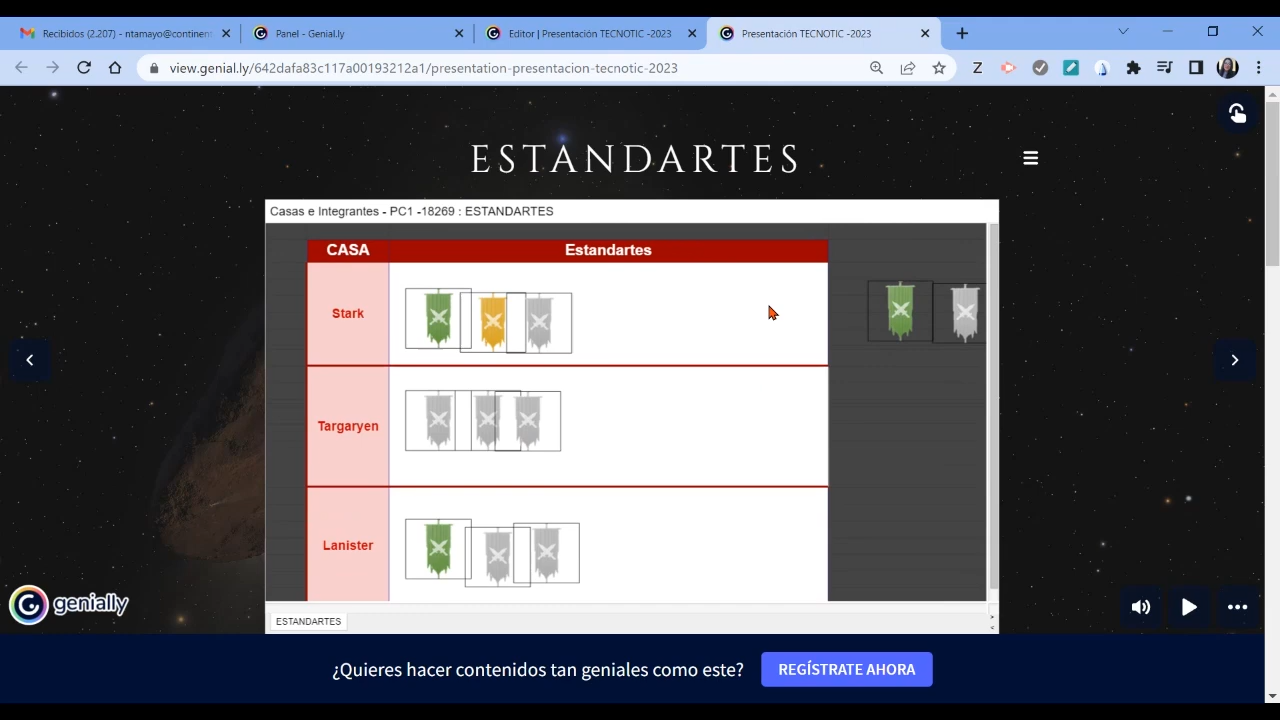 Recibidos (2.207) - ntamayo@continen
Panel - Genial.ly
Editor | Presentación TECNOTIC -2023
Presentación TECNOTIC -2023
view.genial.ly/642dafa83c117a00193212a1/presentation-presentacion-tecnotic-2023
Z
ESTANDARTES
Casas e Integrantes - PC1 -18269 : ESTANDARTES
CASA
Estandartes
Stark
Targaryen
Lanister
genially
ESTANDARTES
¿Quieres hacer contenidos tan geniales como este?
REGÍSTRATE AHORA